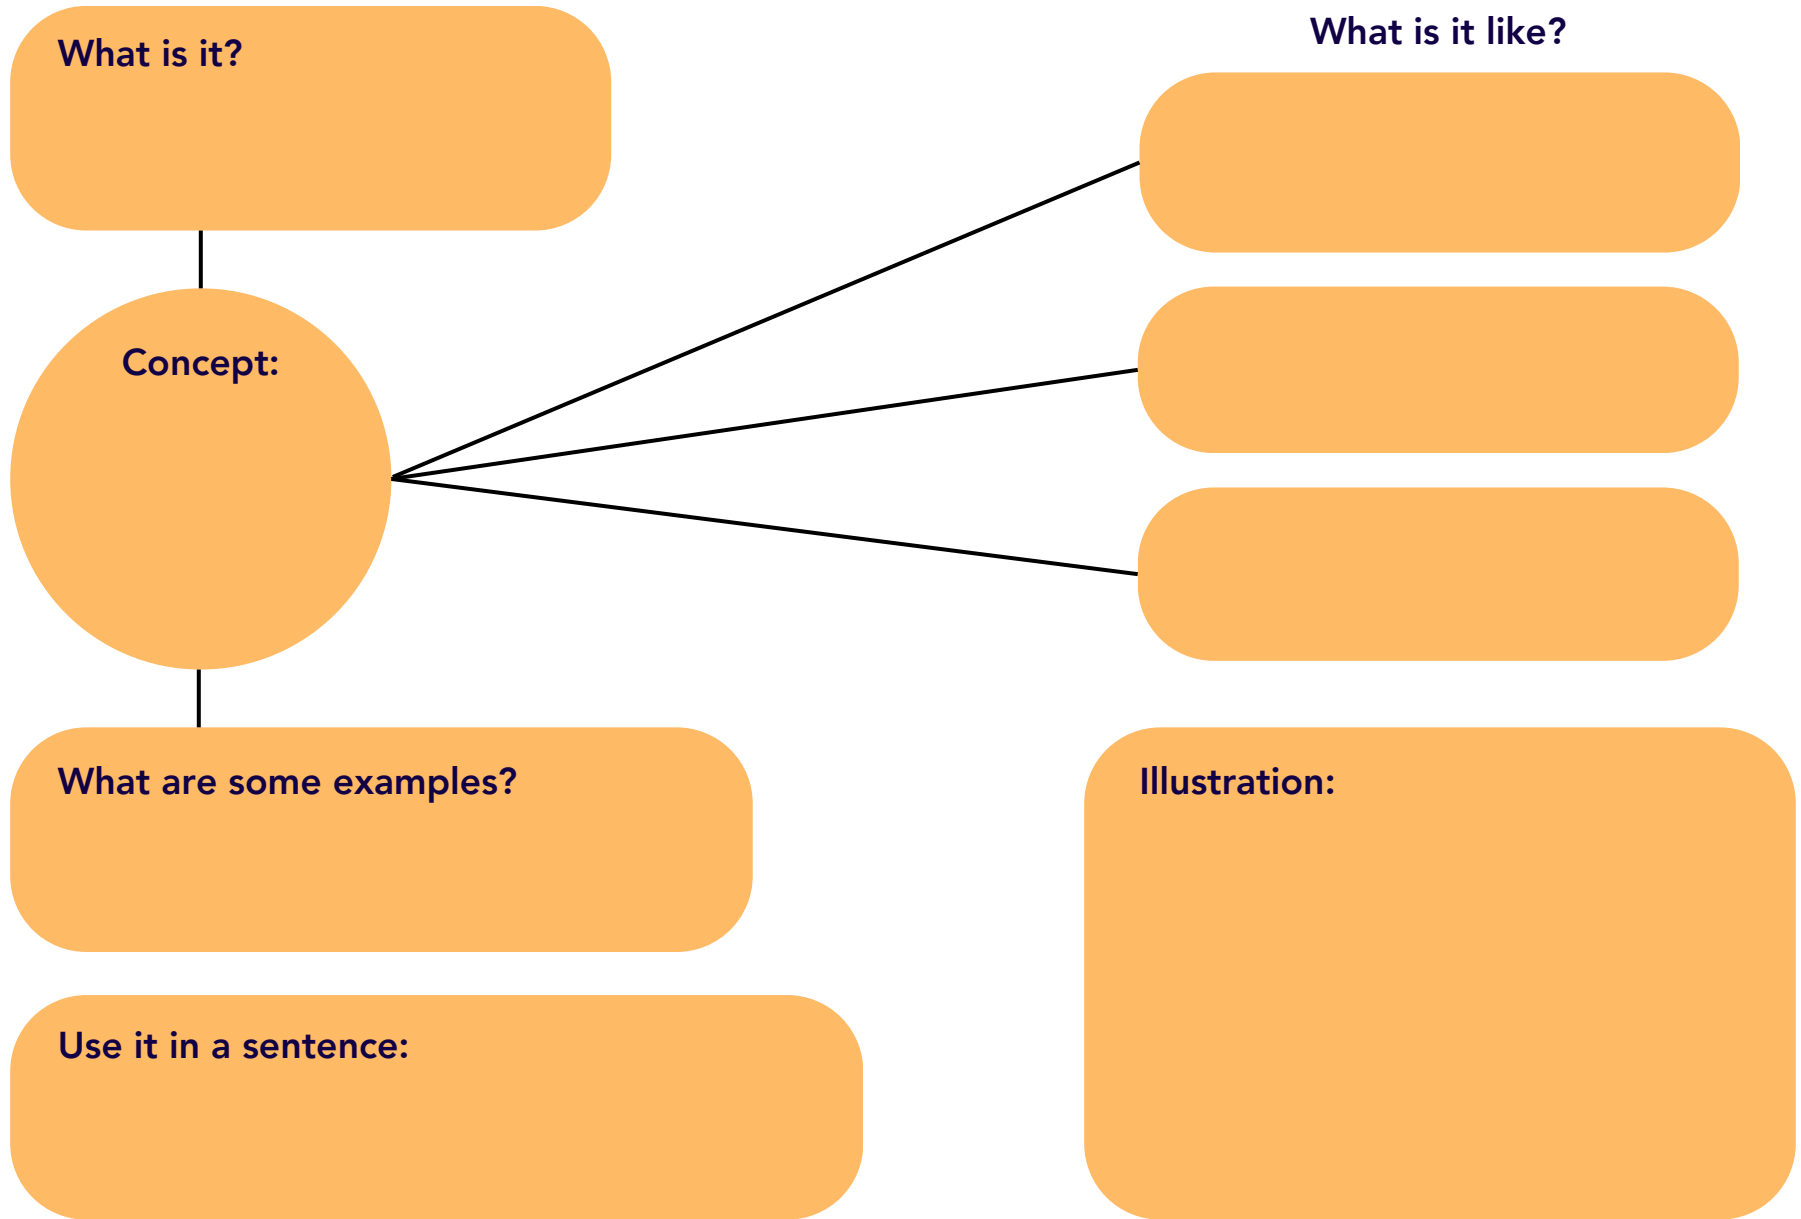 What is it?
What is it like?
Concept:
What are some examples?
Illustration:
Use it in a sentence: